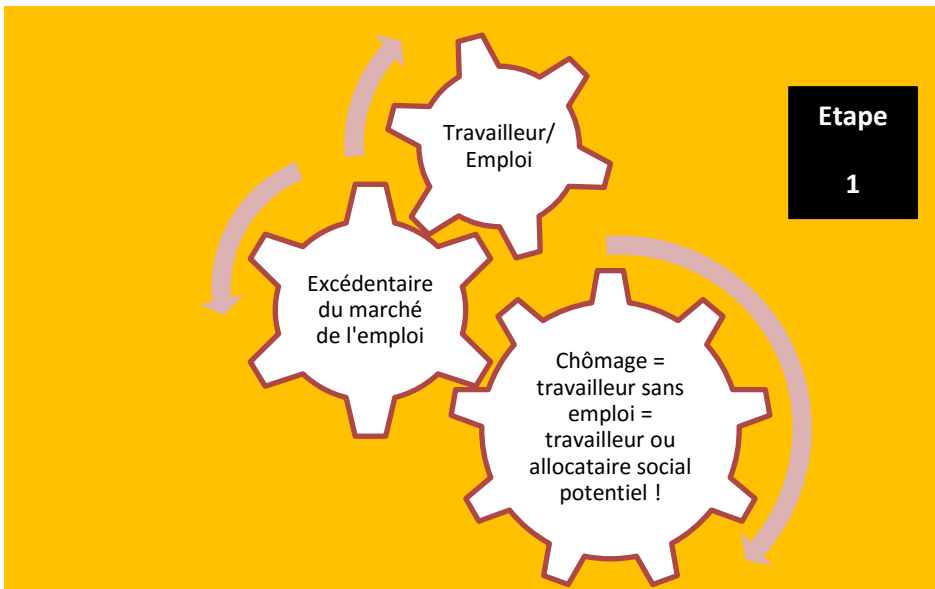 Travailleur/
Emploi
Etape
1
Excédentaire
du marché
de l'emploi
Chômage =
travailleur sans
emploi =
travailleur ou
allocataire social
potentiel !